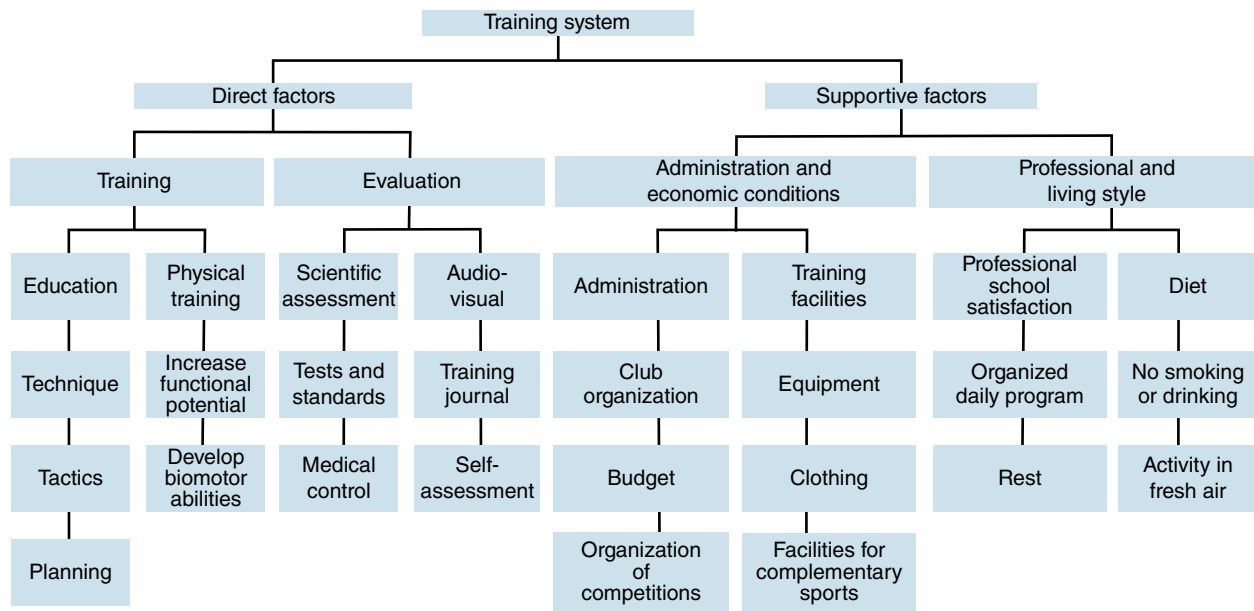 Training system
Direct factors
Supportive factors
Training
Evaluation
Administration and
economic conditions
Professional and
living style
Education
Physical
training
Scientific
assessment
Audio-
visual
Administration
Training
facilities
Professional
school
satisfaction
Diet
Technique
Increase
functional
potential
Tests and
standards
Training
journal
Club
organization
Equipment
Organized
daily program
No smoking
or drinking
Tactics
Develop
biomotor
abilities
Medical
control
Self-
assessment
Budget
Clothing
Rest
Activity in
fresh air
Planning
Organization
of
competitions
Facilities for
complementary
sports